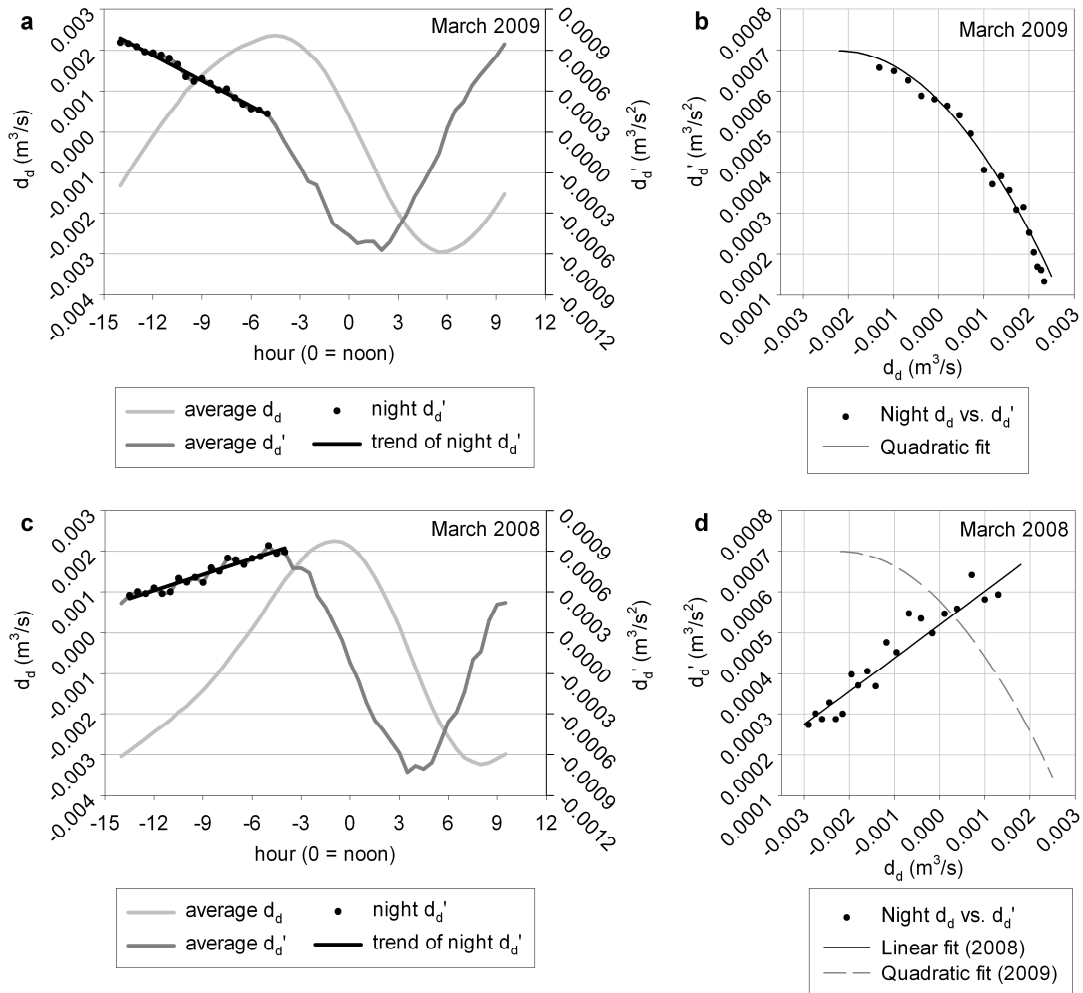 a
March 2009
0.003
0.002
0.001
0.000
-0.001
-0.002
-0.003
-0.004
d_d (m³/s)
0.0009
0.0006
0.0003
0.0000
-0.0003
-0.0006
-0.0009
-0.0012
d_d' (m³/s²)
-15 -12 -9 -6 -3 0 3 6 9 12
hour (0 = noon)
average d_d
night d_d'
average d_d'
trend of night d_d'
b
March 2009
0.0008
0.0007
0.0006
0.0005
0.0004
0.0003
0.0002
0.0001
d_d' (m³/s²)
-0.003 -0.002 -0.001 0.000 0.001 0.002 0.003
d_d (m³/s)
Night d_d vs. d_d'
Quadratic fit
c
March 2008
0.003
0.002
0.001
0.000
-0.001
-0.002
-0.003
-0.004
d_d (m³/s)
0.0009
0.0006
0.0003
0.0000
-0.0003
-0.0006
-0.0009
-0.0012
d_d' (m³/s²)
-15 -12 -9 -6 -3 0 3 6 9 12
hour (0 = noon)
average d_d
night d_d'
average d_d'
trend of night d_d'
d
March 2008
0.0008
0.0007
0.0006
0.0005
0.0004
0.0003
0.0002
0.0001
d_d' (m³/s²)
-0.003 -0.002 -0.001 0.000 0.001 0.002 0.003
d_d (m³/s)
Night d_d vs. d_d'
Linear fit (2008)
Quadratic fit (2009)